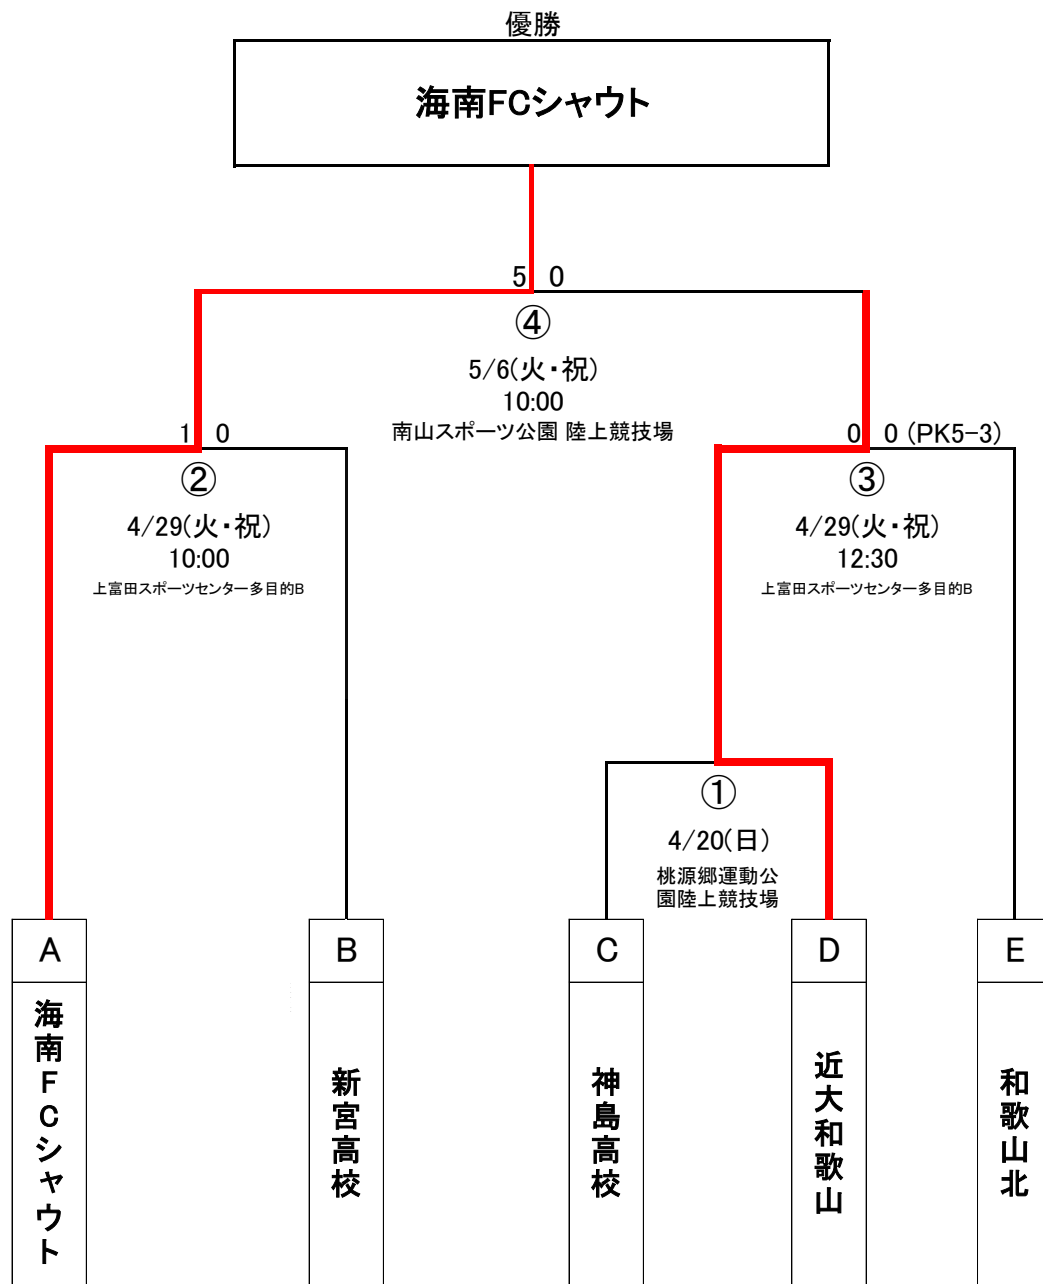 優勝
海南FCシャウト
5 0
④
5/6(火・祝)
10:00
南山スポーツ公園 陸上競技場
1 0
②
4/29(火・祝)
10:00
上富田スポーツセンター多目的B
0 0 (PK5-3)
③
4/29(火・祝)
12:30
上富田スポーツセンター多目的B
①
4/20(日)
桃源郷運動公
園陸上競技場
A
海南FCシャウト
B
新宮高校
C
神島高校
D
近大和歌山
E
和歌山北